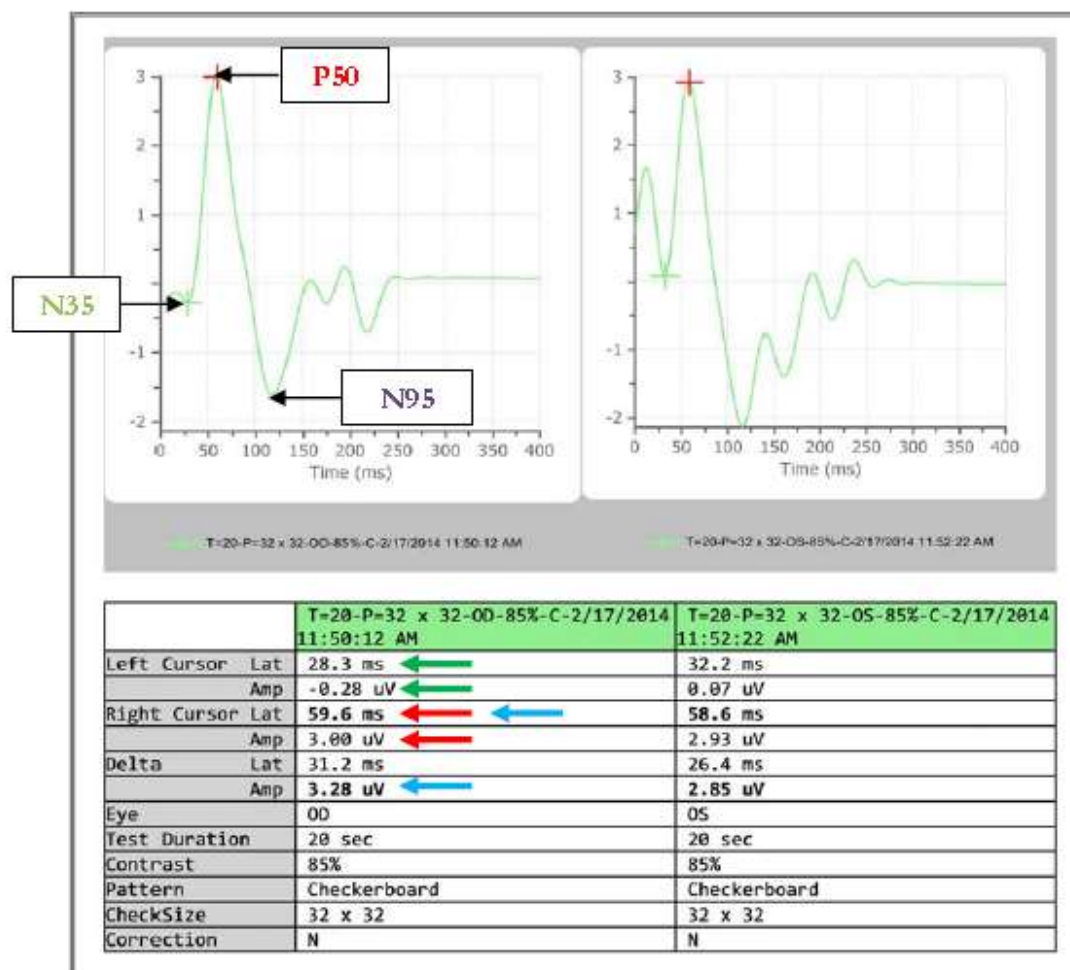 P50
N35
N95
3
2
1
-1
-2
0 50 100 150 200 250 300 350 400
Time (ms)
3
2
1
0
-1
-2
0 50 100 150 200 250 300 350 400
Time (ms)
T=20-P=32 x 32-OD-85%-C-2/17/2014 11:50:12 AM
T=20-P=32 x 32-OS-85%-C-2/17/2014 11:52:22 AM
T=20-P=32 x 32-OD-85%-C-2/17/2014 11:50:12 AM
T=20-P=32 x 32-OS-85%-C-2/17/2014 11:52:22 AM
Left Cursor Lat 28.3 ms 32.2 ms
Amp -0.28 uV 0.07 uV
Right Cursor Lat 59.6 ms 58.6 ms
Amp 3.00 uV 2.93 uV
Delta Lat 31.2 ms 26.4 ms
Amp 3.28 uV 2.85 uV
Eye OD OS
Test Duration 20 sec 20 sec
Contrast 85% 85%
Pattern Checkerboard Checkerboard
CheckSize 32 x 32 32 x 32
Correction N N